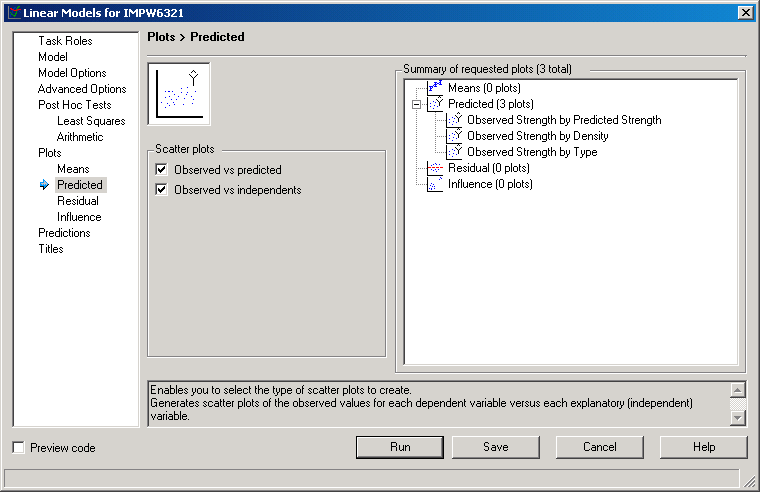 Linear Models for IMPW6321
Task Roles
Model
Model Options
Advanced Options
Post Hoc Tests
Least Squares
Arithmetic
Plots
Means
Predicted
Residual
Influence
Predictions
Titles
Plots > Predicted
Scatter plots
Observed vs predicted
Observed vs independents
Summary of requested plots (3 total)
Means (0 plots)
Predicted (3 plots)
Observed Strength by Predicted Strength
Observed Strength by Density
Observed Strength by Type
Residual (0 plots)
Influence (0 plots)
Enables you to select the type of scatter plots to create.
Generates scatter plots of the observed values for each dependent variable versus each explanatory (independent)
variable.
Preview code
Run
Save
Cancel
Help